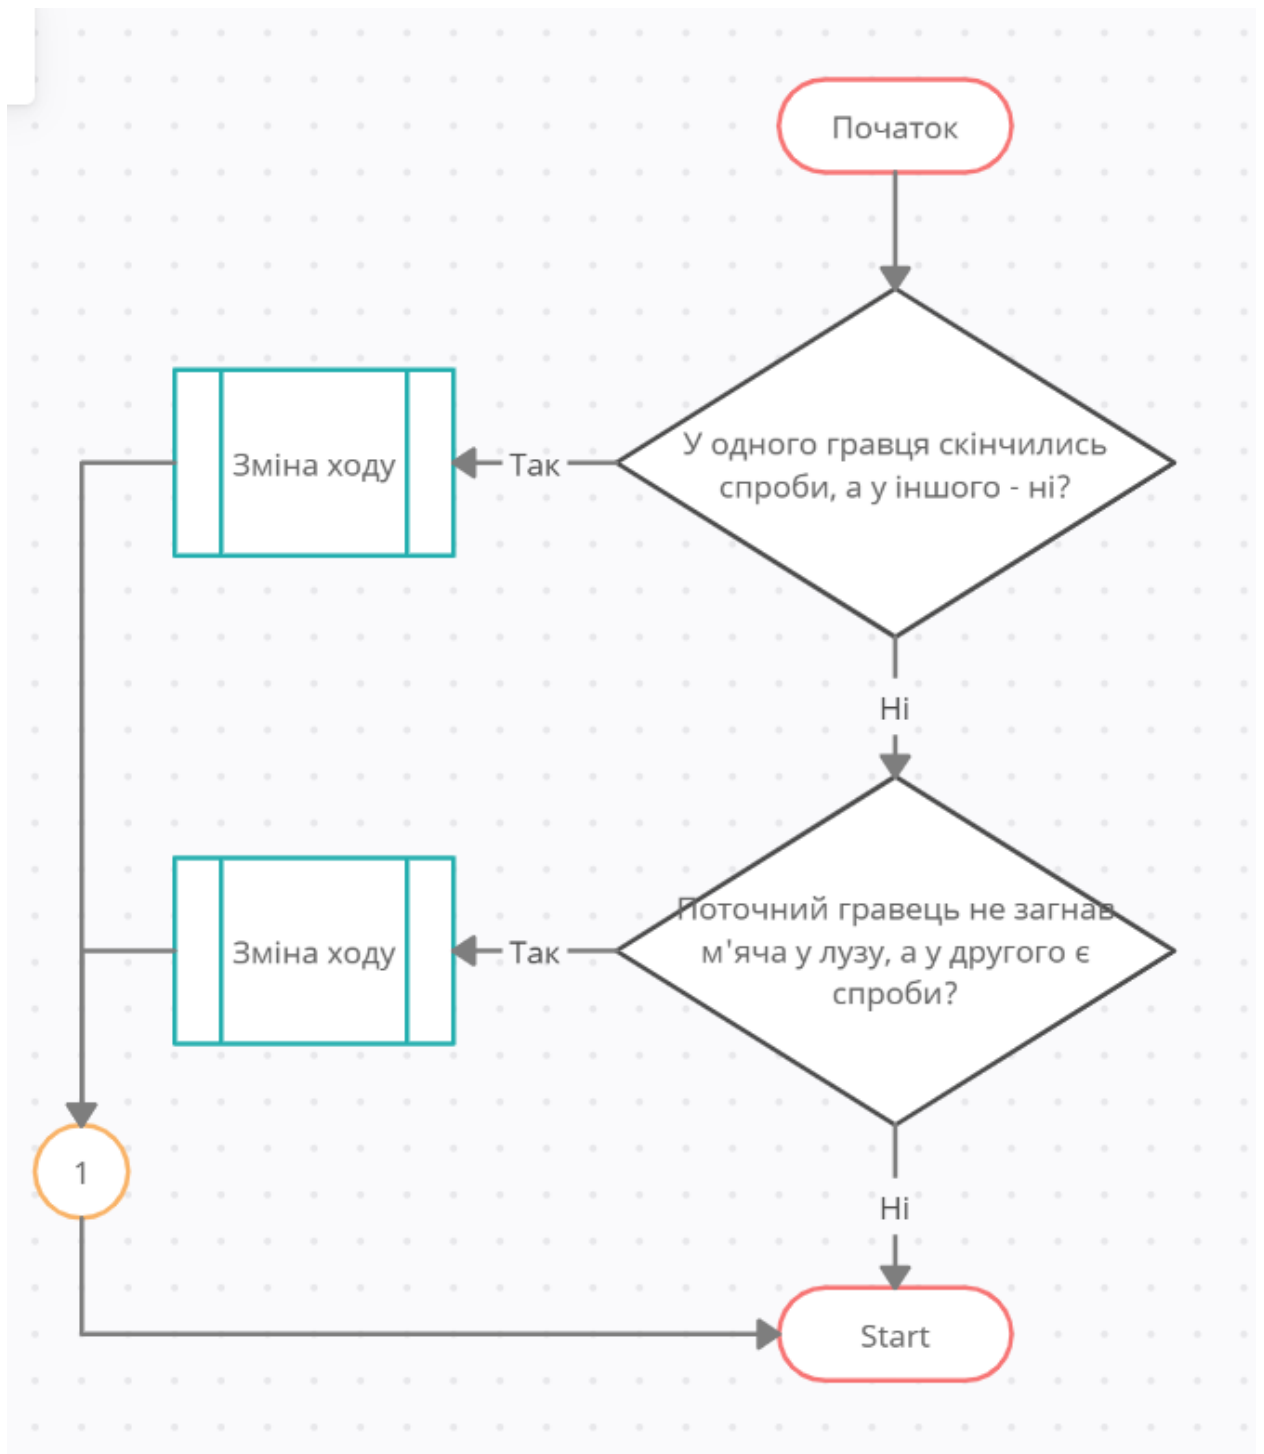 Початок
У одного гравця скінчились
спроби, а у іншого - ні?
Так
Зміна ходу
Ні
Поточний гравець не загнав
м'яча у лузу, а у другого є
спроби?
Так
Зміна ходу
1
Ні
Start